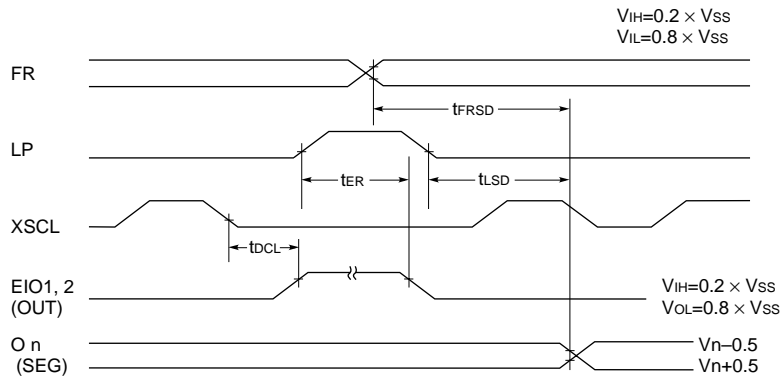 VIH=0.2 × VSS
VIL=0.8 × VSS
FR
tFRSD
LP
tER
tLSD
XSCL
tDCL
EIO1, 2
(OUT)
VIH=0.2 × VSS
VOL=0.8 × VSS
O n
(SEG)
Vn–0.5
Vn+0.5